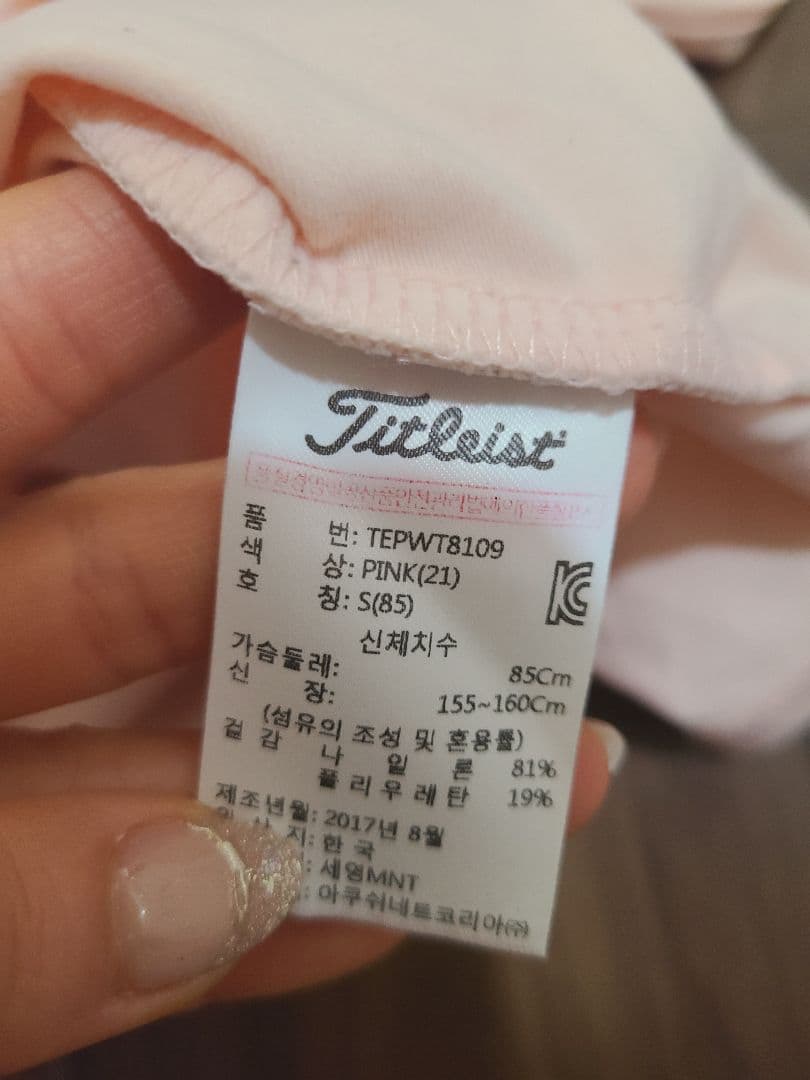 Titleist
품 번: TEPWT8109
색 상: PINK(21)
호 칭: S(85)
KC
신체치수
가슴둘레: 85Cm
신 장: 155~160Cm
(섬유의 조성 및 혼용률)
겉 감 나 일 론 81%
폴 리 우 레 탄 19%
제조년월: 2017년 8월
지: 한 국
: 세영MNT
: 아쿠쉬네트코리아㈜